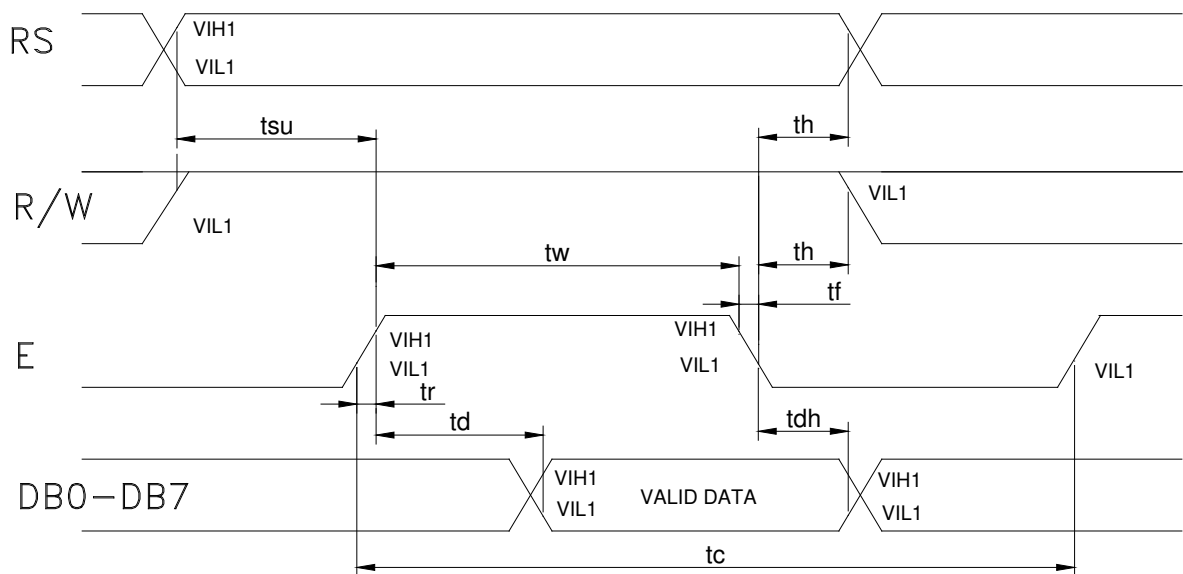 RS
VIH1
VIL1
tsu
th
R/W
VIL1
VIL1
tw
th
tf
E
VIH1
VIL1
VIH1
VIL1
VIL1
tr
td
tdh
DB0-DB7
VIH1
VIL1
VALID DATA
VIH1
VIL1
tc